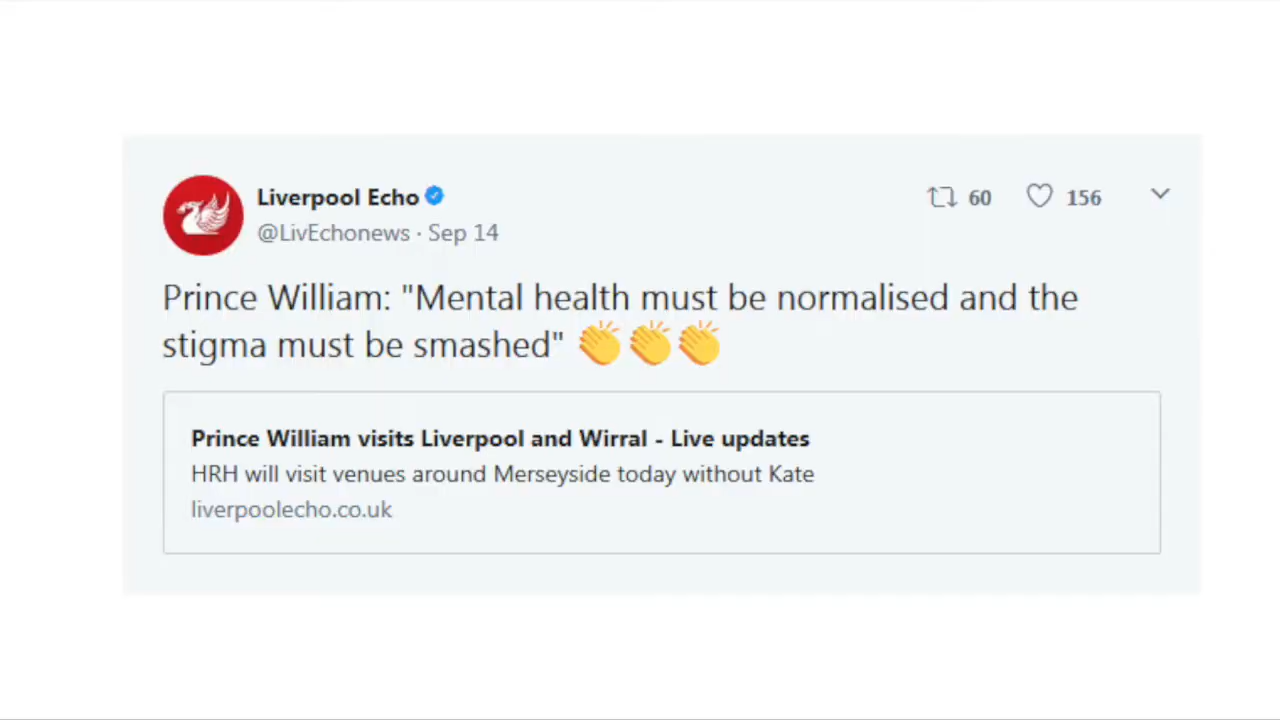 Liverpool Echo
60 156
@LivEchonews · Sep 14
Prince William: "Mental health must be normalised and the
stigma must be smashed" 👏👏👏
Prince William visits Liverpool and Wirral - Live updates
HRH will visit venues around Merseyside today without Kate
liverpoolecho.co.uk